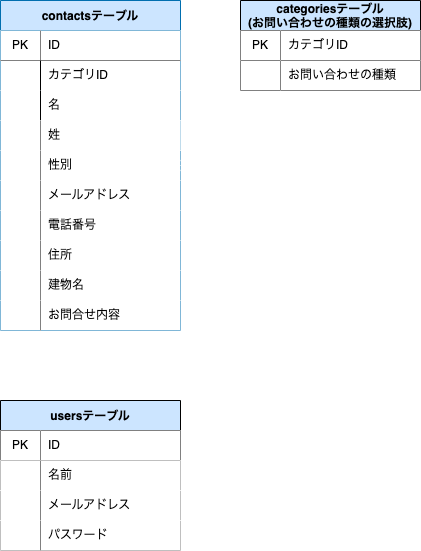 contactsテーブル
PK ID
カテゴリID
名
姓
性別
メールアドレス
電話番号
住所
建物名
お問合せ内容
categoriesテーブル
(お問い合わせの種類の選択肢)
PK カテゴリID
お問い合わせの種類
usersテーブル
PK ID
名前
メールアドレス
パスワード